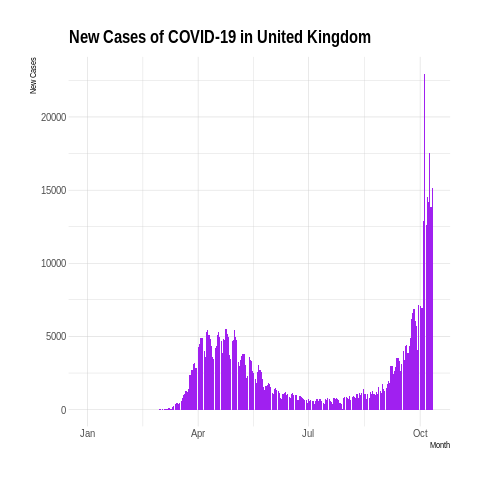 New Cases of COVID-19 in United Kingdom
New Cases
20000
15000
10000
5000
0
Jan Apr Jul Oct
Month